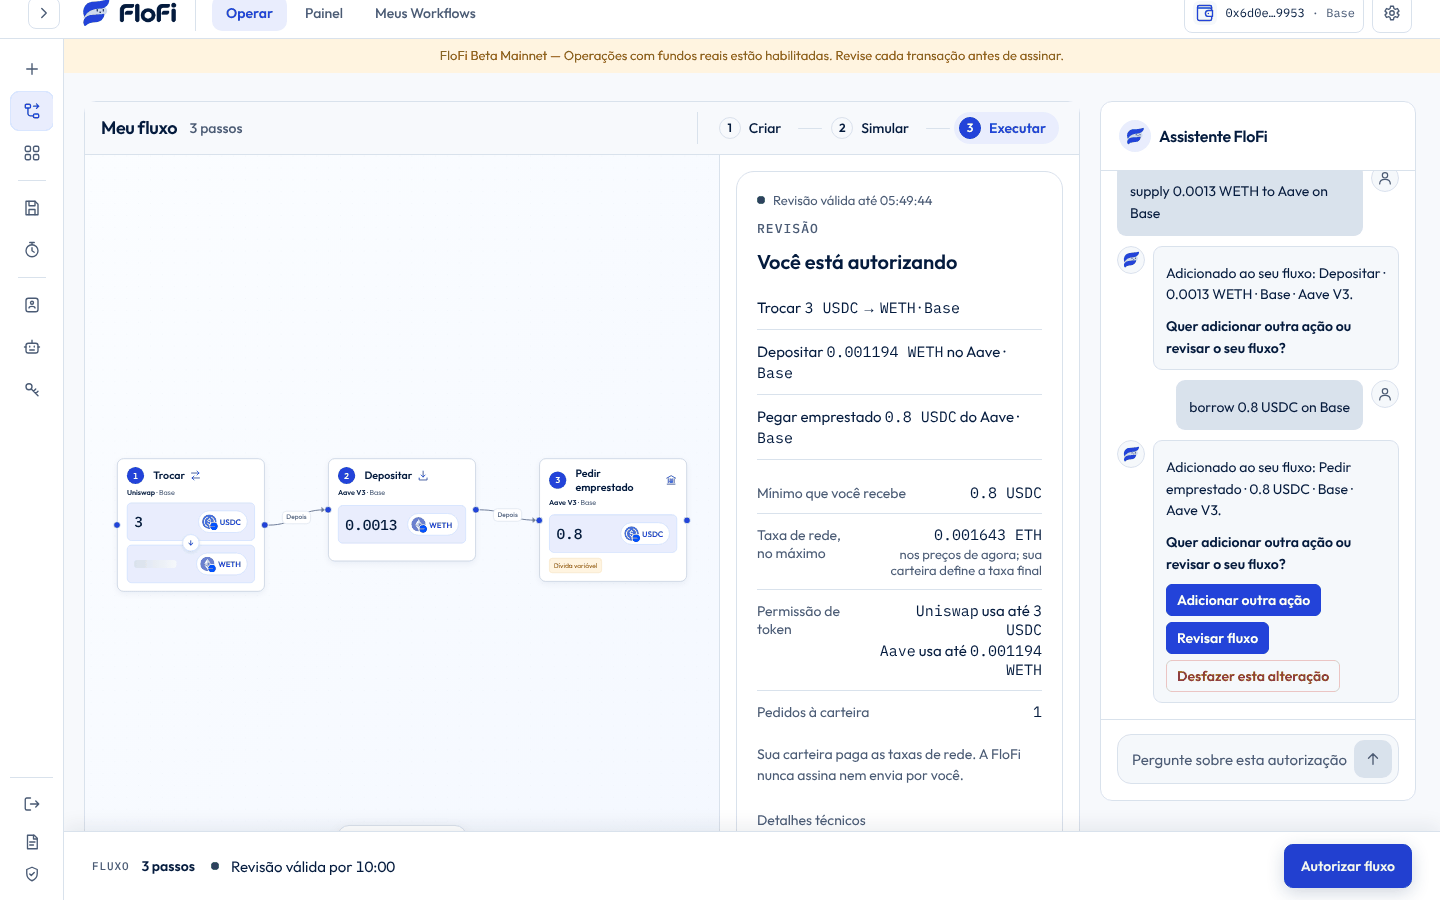 FloFi
Operar
Painel
Meus Workflows
0x6d0e…9953 · Base
FloFi Beta Mainnet — Operações com fundos reais estão habilitadas. Revise cada transação antes de assinar.
Meu fluxo
3 passos
1 Criar
2 Simular
3 Executar
1 Trocar
Uniswap · Base
3
USDC
WETH
Depois
2 Depositar
Aave V3 · Base
0.0013
WETH
Depois
3 Pedir
emprestado
Aave V3 · Base
0.8
USDC
Dívida variável
Revisão válida até 05:49:44
REVISÃO
Você está autorizando
Trocar 3 USDC → WETH · Base
Depositar 0.001194 WETH no Aave ·
Base
Pegar emprestado 0.8 USDC do Aave ·
Base
Mínimo que você recebe
0.8 USDC
Taxa de rede,
no máximo
0.001643 ETH
nos preços de agora; sua
carteira define a taxa final
Permissão de
token
Uniswap usa até 3
USDC
Aave usa até 0.001194
WETH
Pedidos à carteira
1
Sua carteira paga as taxas de rede. A FloFi
nunca assina nem envia por você.
Detalhes técnicos
Assistente FloFi
supply 0.0013 WETH to Aave on
Base
Adicionado ao seu fluxo: Depositar ·
0.0013 WETH · Base · Aave V3.
Quer adicionar outra ação ou
revisar o seu fluxo?
borrow 0.8 USDC on Base
Adicionado ao seu fluxo: Pedir
emprestado · 0.8 USDC · Base ·
Aave V3.
Quer adicionar outra ação ou
revisar o seu fluxo?
Adicionar outra ação
Revisar fluxo
Desfazer esta alteração
Pergunte sobre esta autorização
FLUXO
3 passos
Revisão válida por 10:00
Autorizar fluxo